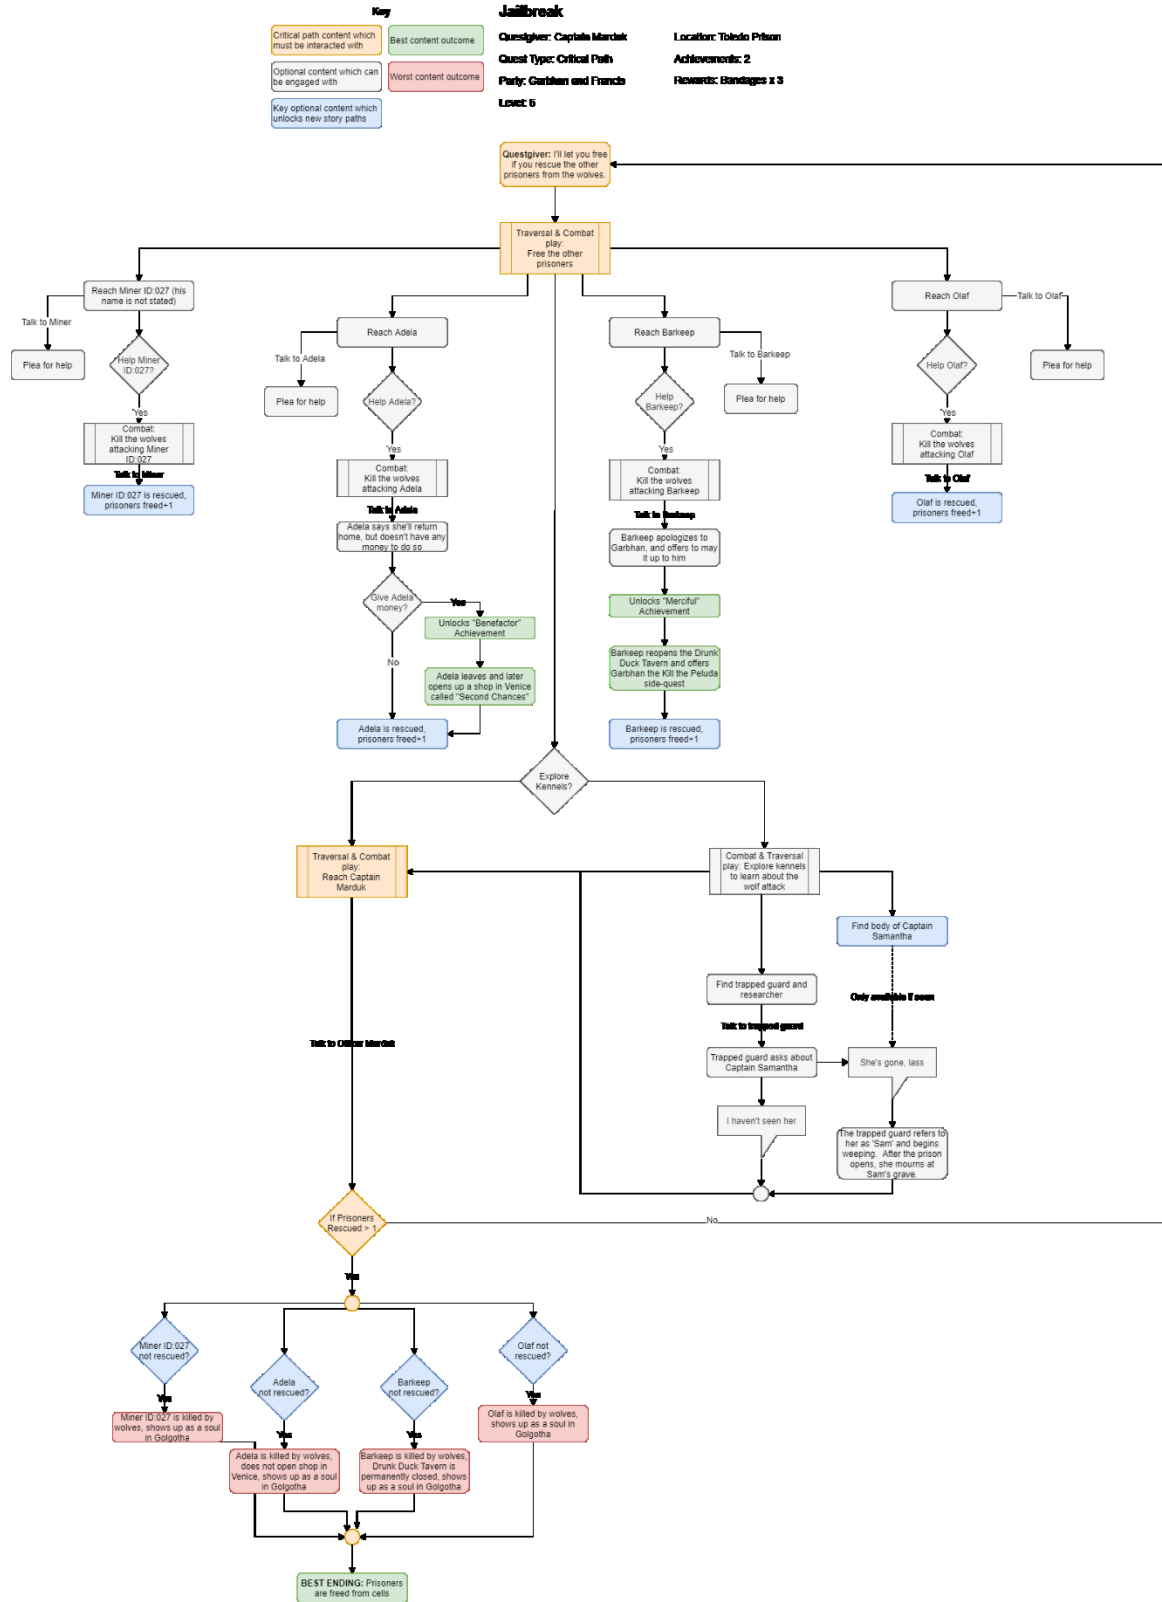 Key
Critical path content which
must be interacted with
Best content outcome
Optional content which can
be engaged with
Worst content outcome
Key optional content which
unlocks new story paths
Jailbreak
Questgiver: Captain Marduk
Location: Toledo Prison
Quest Type: Critical Path
Achievements: 2
Party: Garbhan and Francis
Rewards: Bandages x 3
Level: 6
Questgiver: I'll let you free
if you rescue the other
prisoners from the wolves.
Traversal & Combat
play:
Free the other
prisoners
Reach Miner ID:027 (his
name is not stated)
Talk to Miner
Plea for help
Help Miner
ID:027?
Yes
Combat:
Kill the wolves
attacking Miner
ID:027
Talk to Miner
Miner ID:027 is rescued,
prisoners freed+1
Reach Adela
Talk to Adela
Plea for help
Help Adela?
Yes
Combat:
Kill the wolves
attacking Adela
Talk to Adela
Adela says she'll return
home, but doesn't have any
money to do so
Give Adela
money?
Yes
Unlocks "Benefactor"
Achievement
No
Adela leaves and later
opens up a shop in Venice
called "Second Chances"
Adela is rescued,
prisoners freed+1
Reach Barkeep
Talk to Barkeep
Plea for help
Help
Barkeep?
Yes
Combat:
Kill the wolves
attacking Barkeep
Talk to Barkeep
Barkeep apologizes to
Garbhan, and offers to may
it up to him
Unlocks "Merciful"
Achievement
Barkeep reopens the Drunk
Duck Tavern and offers
Garbhan the Kill the Peluda
side-quest
Barkeep is rescued,
prisoners freed+1
Reach Olaf
Talk to Olaf
Plea for help
Help Olaf?
Yes
Combat:
Kill the wolves
attacking Olaf
Talk to Olaf
Olaf is rescued,
prisoners freed+1
Explore
Kennels?
Traversal & Combat
play:
Reach Captain
Marduk
Combat & Traversal
play: Explore kennels
to learn about the
wolf attack
Find body of Captain
Samantha
Find trapped guard and
researcher
Only available if seen
Talk to trapped guard
Trapped guard asks about
Captain Samantha
She's gone, lass
I haven't seen her
The trapped guard refers to
her as 'Sam' and begins
weeping. After the prison
opens, she mourns at
Sam's grave.
Talk to Officer Marduk
If Prisoners
Rescued > 1
No
Yes
Miner ID:027
not rescued?
Yes
Miner ID:027 is killed by
wolves, shows up as a soul
in Golgotha
Adela
not rescued?
Yes
Adela is killed by wolves,
does not open shop in
Venice, shows up as a soul
in Golgotha
Barkeep
not rescued?
Yes
Barkeep is killed by wolves,
Drunk Duck Tavern is
permanently closed, shows
up as a soul in Golgotha
Olaf not
rescued?
Yes
Olaf is killed by wolves,
shows up as a soul in
Golgotha
BEST ENDING: Prisoners
are freed from cells